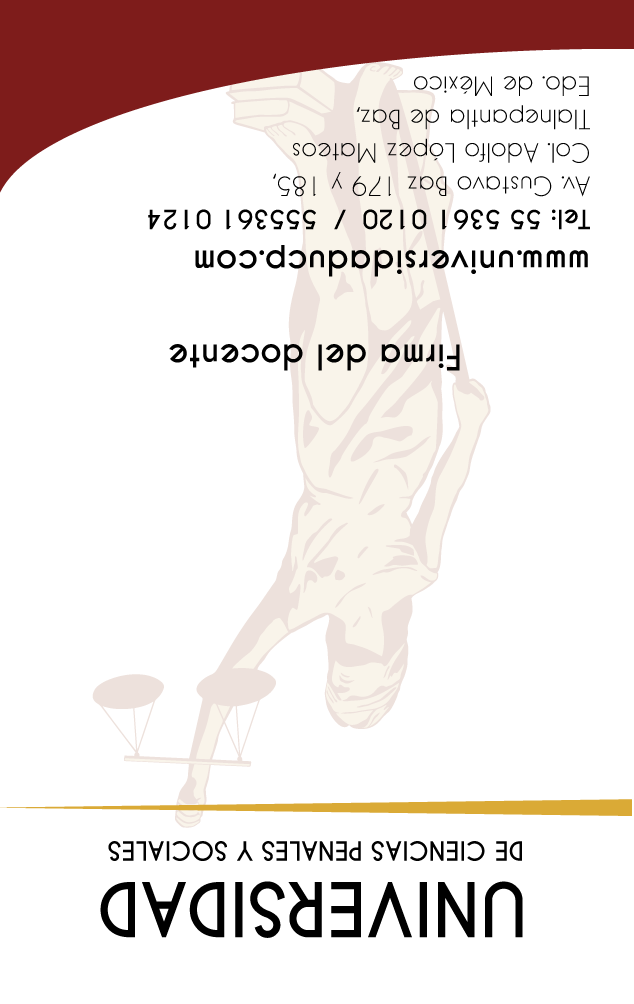 UNIVERSIDAD
DE CIENCIAS PENALES Y SOCIALES
Firma del docente
www.universidaducp.com
Tel: 55 5361 0120 / 555361 0124
Av. Gustavo Baz 179 y 185,
Col. Adolfo López Mateos
Tlalnepantla de Baz,
Edo. de México